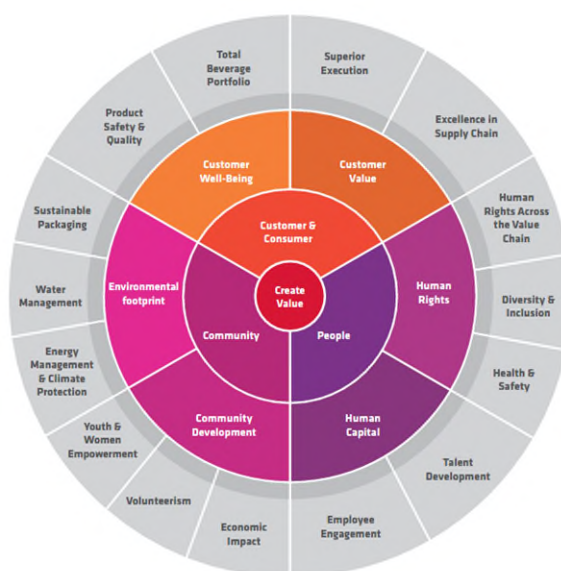 Total
Beverage
Portfolio
Superior
Execution
Product
Safety &
Quality
Excellence in
Supply Chain
Customer
Well-Being
Customer
Value
Sustainable
Packaging
Customer &
Consumer
Human
Rights Across
the Value
Chain
Water
Management
Environmental
footprint
Create
Value
Human
Rights
Diversity &
Inclusion
Community
People
Energy
Management
& Climate
Protection
Health &
Safety
Community
Development
Human
Capital
Youth &
Women
Empowerment
Talent
Development
Volunteerism
Economic
Impact
Employee
Engagement